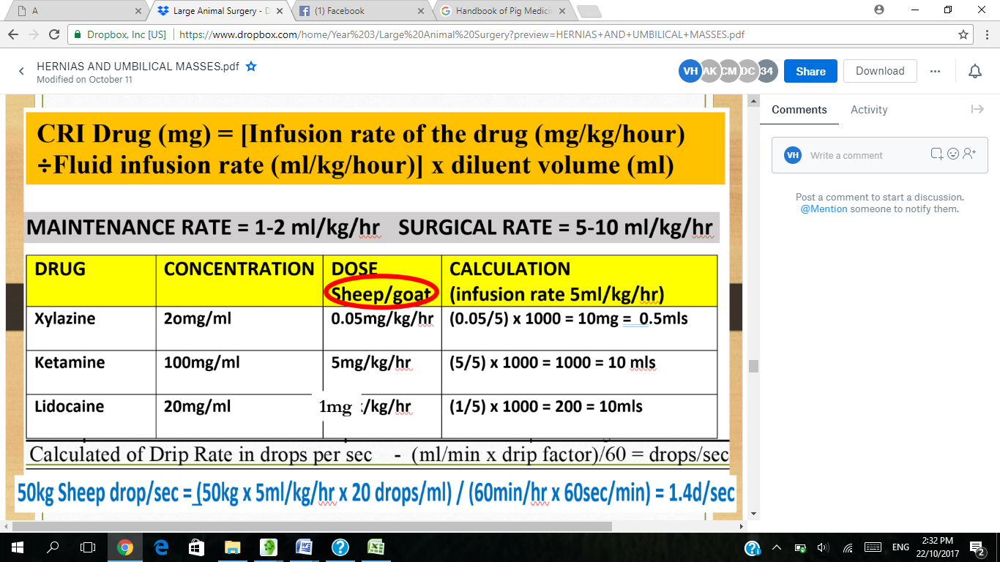 A
Large Animal Surgery - D
(1) Facebook
Handbook of Pig Medicin
Dropbox, Inc [US]
https://www.dropbox.com/home/Year%203/Large%20Animal%20Surgery?preview=HERNIAS+AND+UMBILICAL+MASSES.pdf
HERNIAS AND UMBILICAL MASSES.pdf
Modified on October 11
VH AK CM DC 34
Share
Download
CRI Drug (mg) = [Infusion rate of the drug (mg/kg/hour)
÷Fluid infusion rate (ml/kg/hour)] x diluent volume (ml)
MAINTENANCE RATE = 1-2 ml/kg/hr SURGICAL RATE = 5-10 ml/kg/hr
DRUG CONCENTRATION DOSE CALCULATION
Sheep/goat (infusion rate 5ml/kg/hr)
Xylazine 2omg/ml 0.05mg/kg/hr (0.05/5) x 1000 = 10mg = 0.5mls
Ketamine 100mg/ml 5mg/kg/hr (5/5) x 1000 = 1000 = 10 mls
Lidocaine 20mg/ml 1mg /kg/hr (1/5) x 1000 = 200 = 10mls
Calculated of Drip Rate in drops per sec - (ml/min x drip factor)/60 = drops/sec
50kg Sheep drop/sec = (50kg x 5ml/kg/hr x 20 drops/ml) / (60min/hr x 60sec/min) = 1.4d/sec
Comments Activity
VH Write a comment
Post a comment to start a discussion.
@Mention someone to notify them.
ENG
2:32 PM
22/10/2017
2